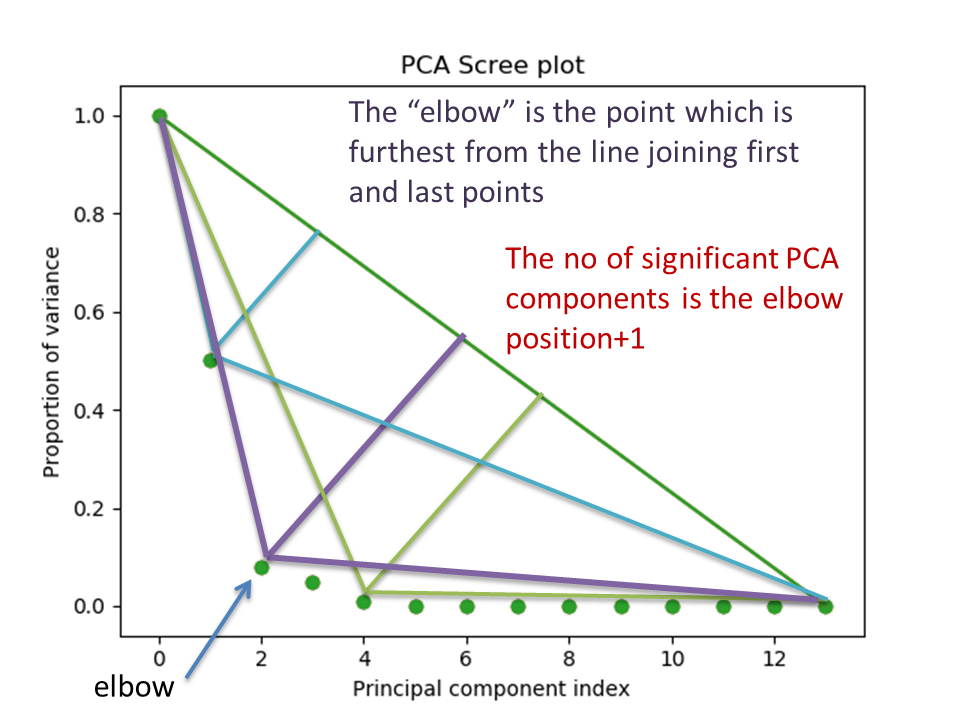 PCA Scree plot
The “elbow” is the point which is
furthest from the line joining first
and last points
The no of significant PCA
components is the elbow
position+1
Proportion of variance
1.0
0.8
0.6
0.4
0.2
0.0
0 2 4 6 8 10 12
elbow
Principal component index